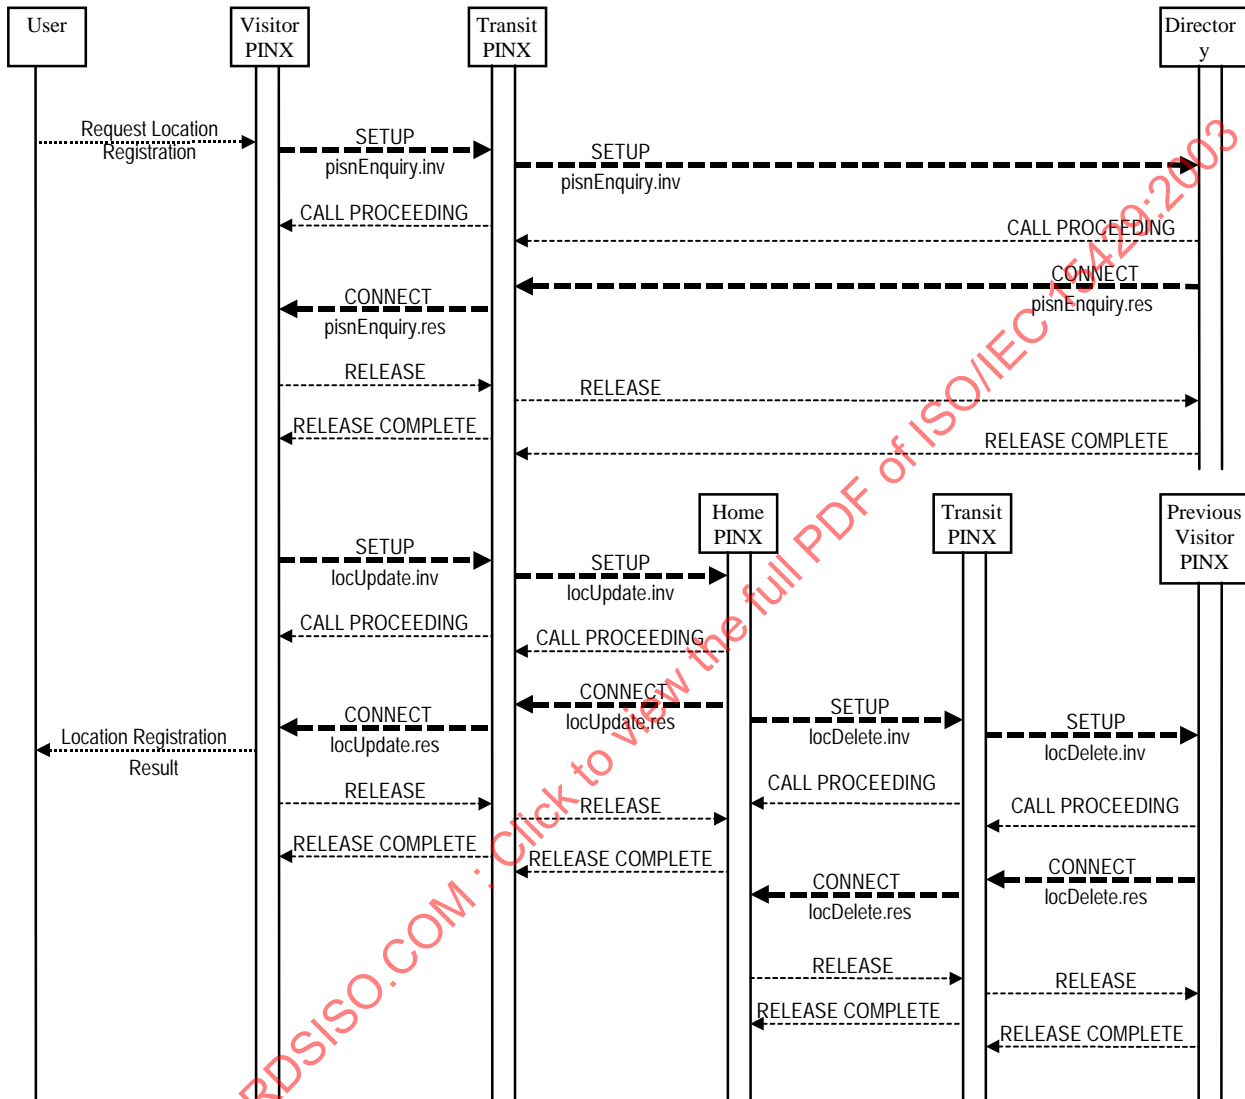 User
Visitor
PINX
Transit
PINX
Director
y
Request Location
Registration
SETUP
pisnEnquiry.inv
SETUP
pisnEnquiry.inv
CALL PROCEEDING
CALL PROCEEDING
CONNECT
pisnEnquiry.res
CONNECT
pisnEnquiry.res
RELEASE
RELEASE
RELEASE COMPLETE
RELEASE COMPLETE
Home
PINX
Transit
PINX
Previous
Visitor
PINX
SETUP
locUpdate.inv
SETUP
locUpdate.inv
CALL PROCEEDING
CALL PROCEEDING
CONNECT
locUpdate.res
CONNECT
locUpdate.res
SETUP
locDelete.inv
SETUP
locDelete.inv
Location Registration
Result
CALL PROCEEDING
CALL PROCEEDING
RELEASE
RELEASE
RELEASE COMPLETE
RELEASE COMPLETE
CONNECT
locDelete.res
CONNECT
locDelete.res
RELEASE
RELEASE
RELEASE COMPLETE
RELEASE COMPLETE
RDSISO.COM : Click to view the full PDF of ISO/IEC 15429:2003